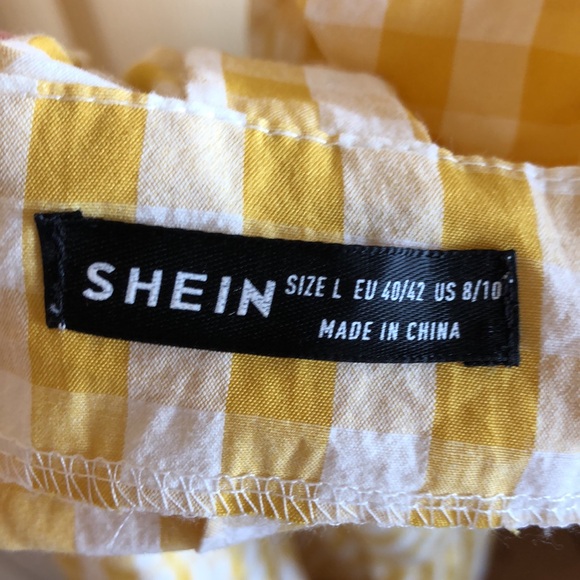 SHEIN SIZE L EU 40/42 US 8/10
MADE IN CHINA